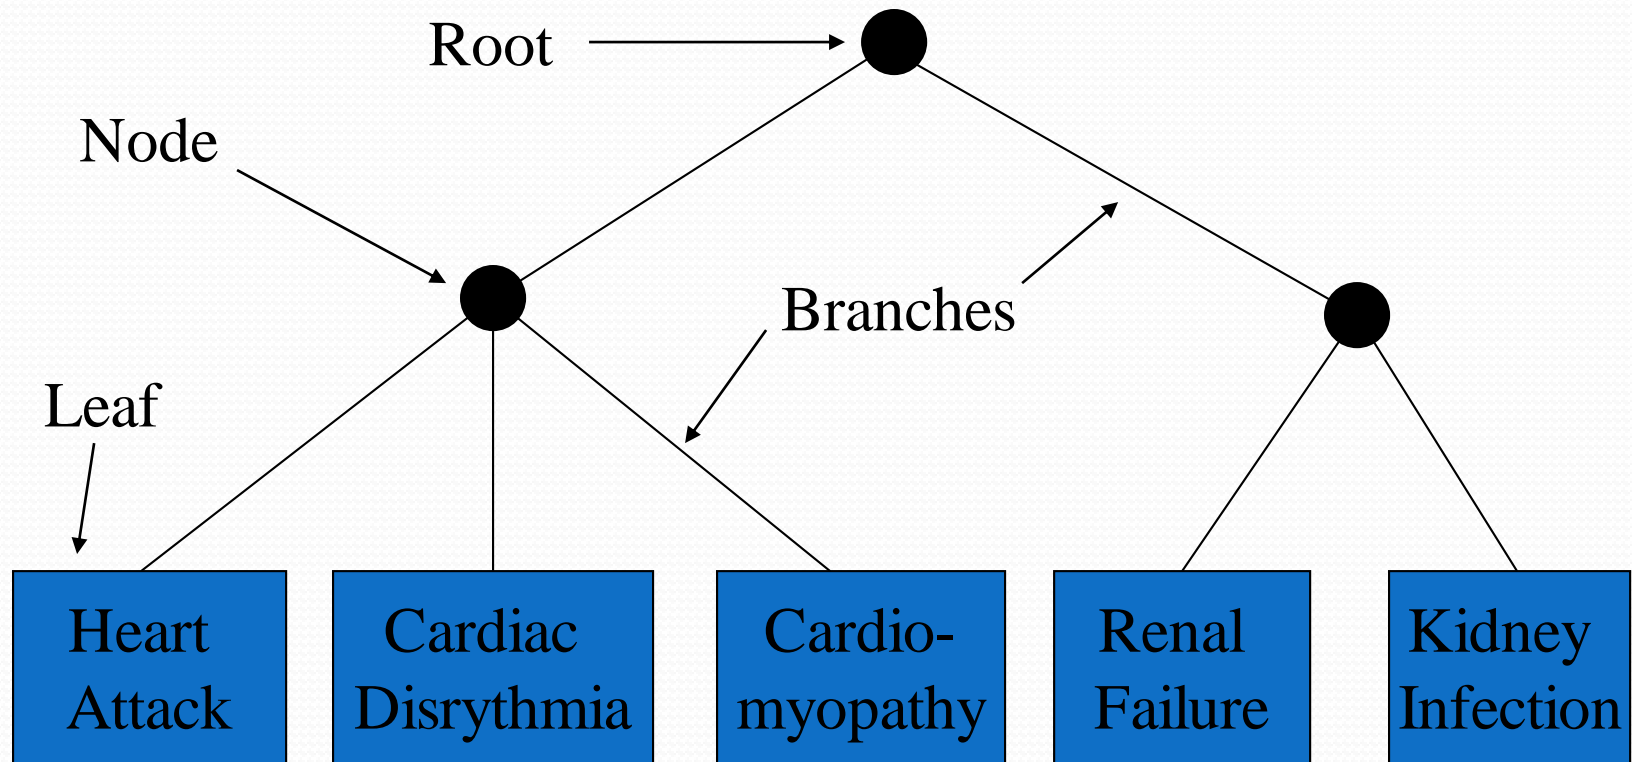 Root
Node
Branches
Leaf
Heart
Attack
Cardiac
Disrythmia
Cardio-
myopathy
Renal
Failure
Kidney
Infection